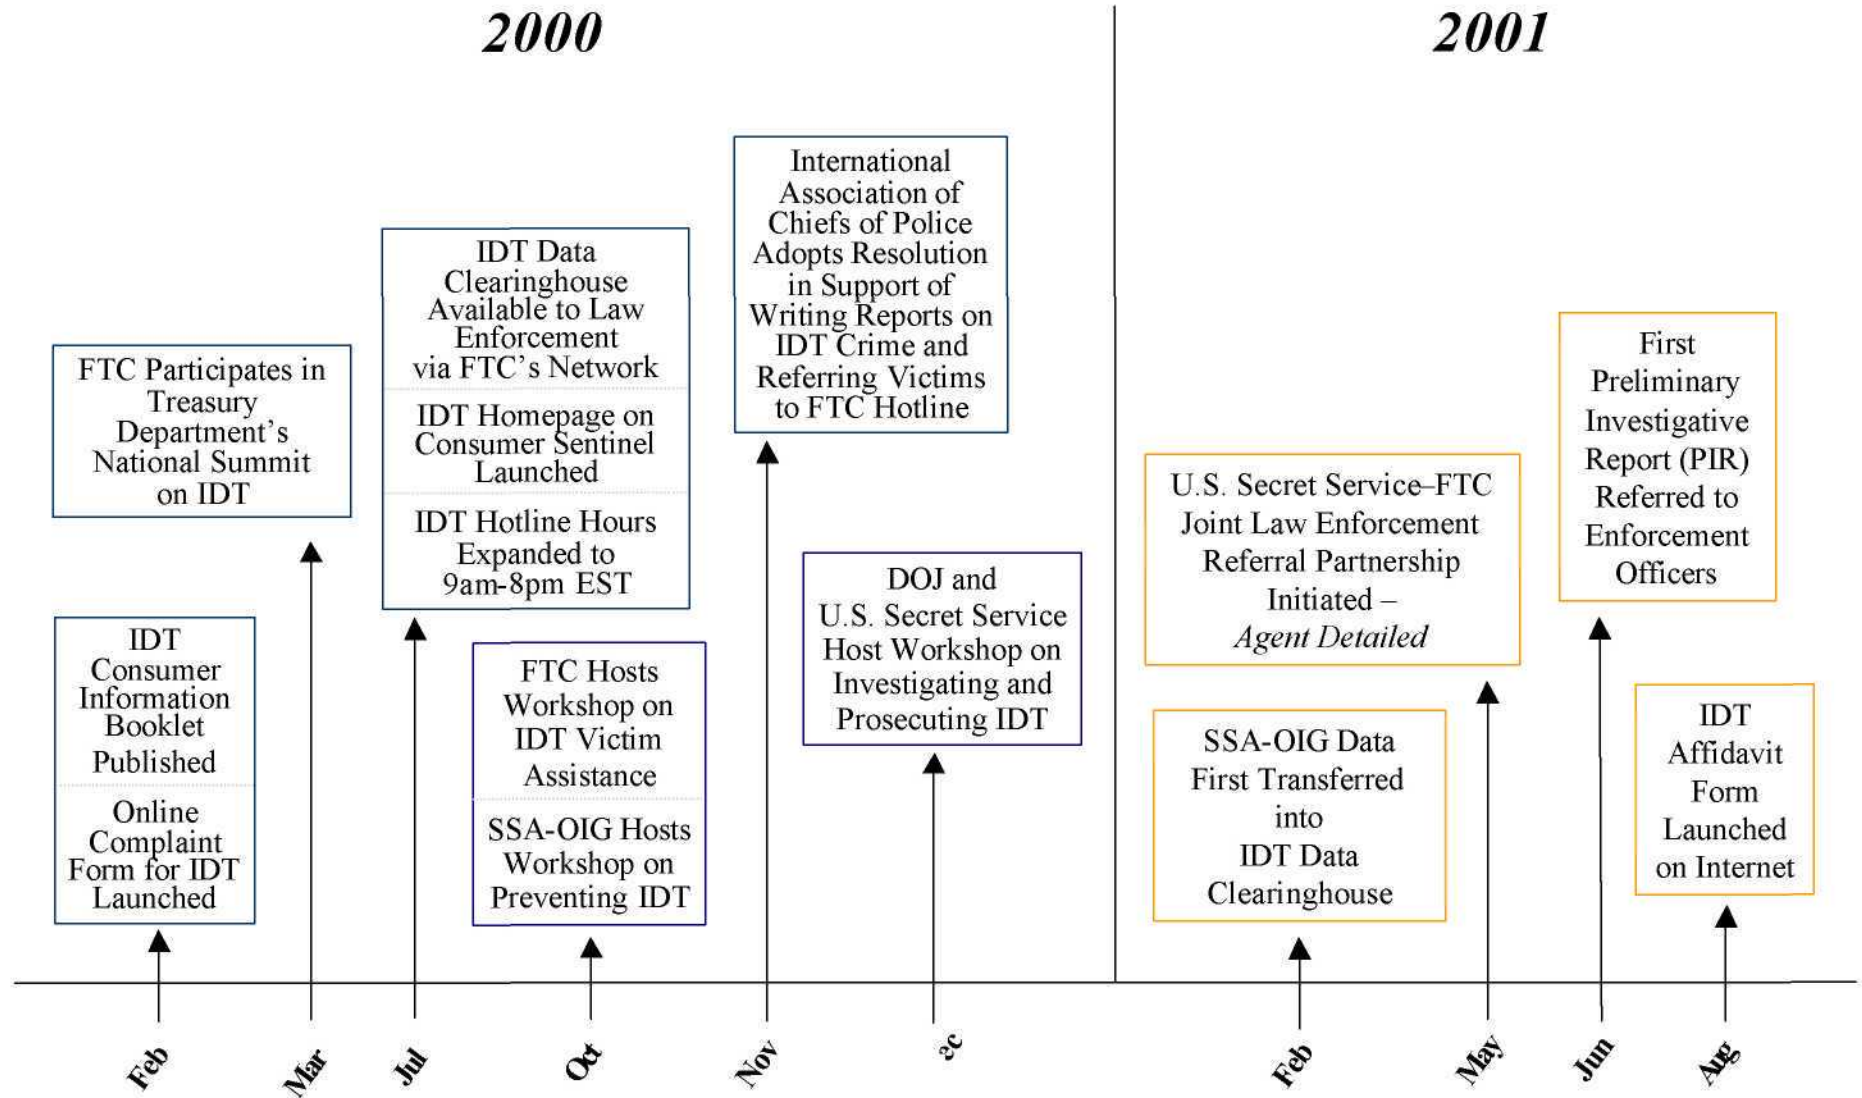 2000
2001
International
Association of
Chiefs of Police
Adopts Resolution
in Support of
Writing Reports on
IDT Crime and
Referring Victims
to FTC Hotline
IDT Data
Clearinghouse
Available to Law
Enforcement
via FTC's Network
IDT Homepage on
Consumer Sentinel
Launched
IDT Hotline Hours
Expanded to
9am-8pm EST
FTC Participates in
Treasury
Department's
National Summit
on IDT
IDT
Consumer
Information
Booklet
Published
Online
Complaint
Form for IDT
Launched
FTC Hosts
Workshop on
IDT Victim
Assistance
SSA-OIG Hosts
Workshop on
Preventing IDT
DOJ and
U.S. Secret Service
Host Workshop on
Investigating and
Prosecuting IDT
U.S. Secret Service–FTC
Joint Law Enforcement
Referral Partnership
Initiated –
Agent Detailed
SSA-OIG Data
First Transferred
into
IDT Data
Clearinghouse
First
Preliminary
Investigative
Report (PIR)
Referred to
Enforcement
Officers
IDT
Affidavit
Form
Launched
on Internet
Feb
Mar
Jul
Oct
Nov
ec
Feb
May
Jun
Aug